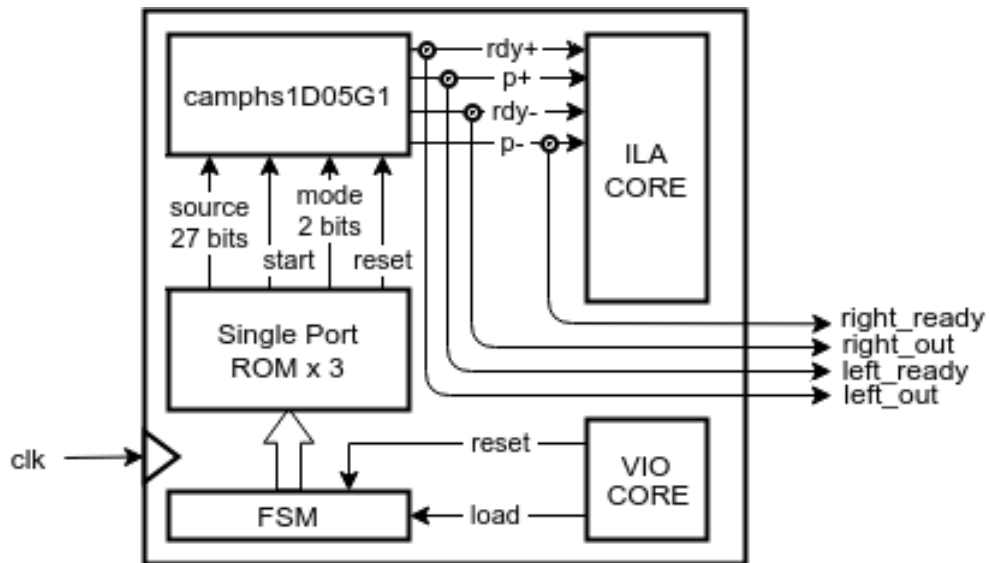 camphs1D05G1
rdy+
p+
rdy-
p-
ILA
CORE
source
27 bits
start
mode
2 bits
reset
Single Port
ROM x 3
right_ready
right_out
left_ready
left_out
clk
reset
load
FSM
VIO
CORE